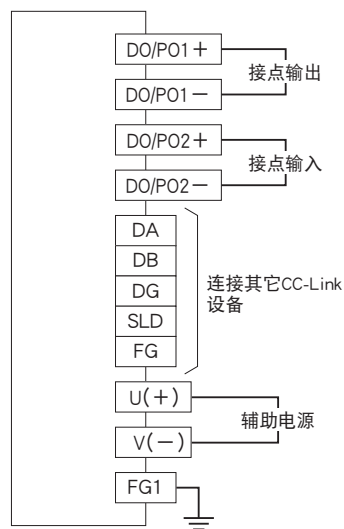 DO/PO1＋
接点输出
DO/PO1－
DO/PO2＋
接点输入
DO/PO2－
DA
DB
DG
连接其它CC-Link
设备
SLD
FG
U(＋)
辅助电源
V(－)
FG1